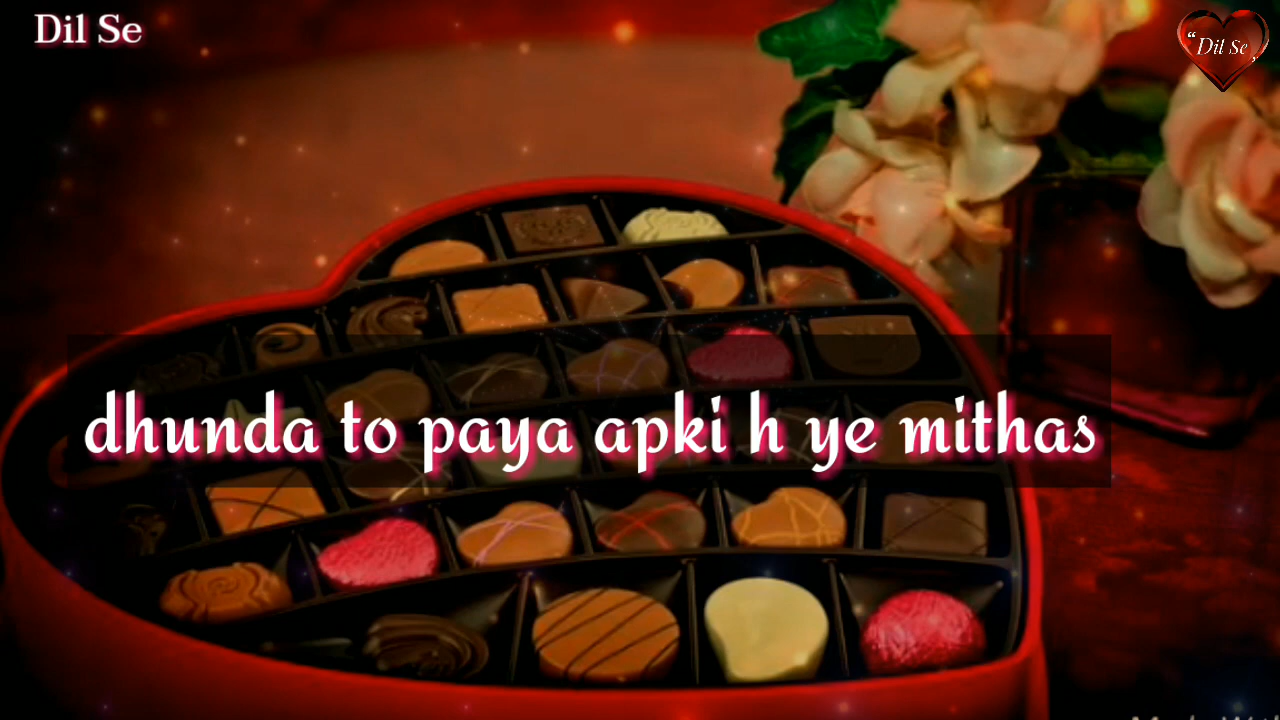 Dil Se
“Dil Se„
dhunda to paya apki h ye mithas